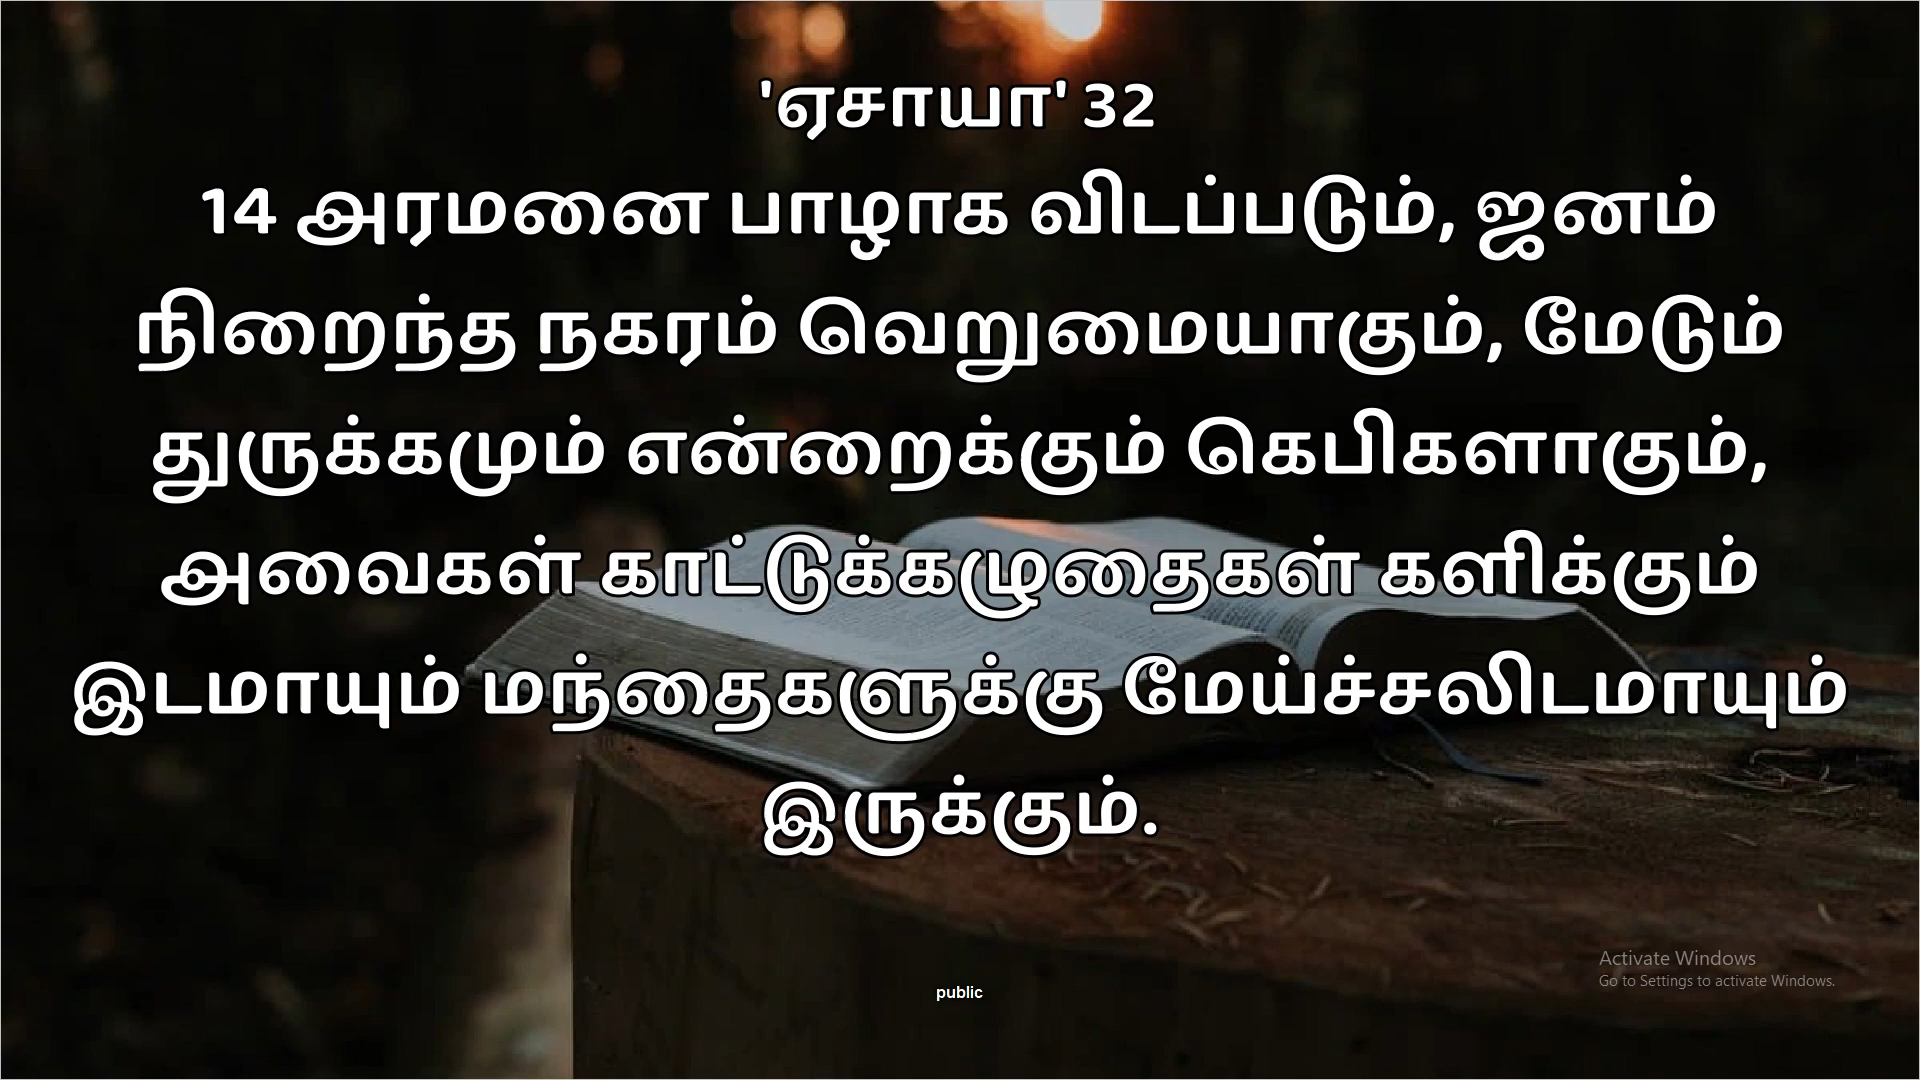 'ஏசாயா' 32
14 அரமனை பாழாக விடப்படும், ஜனம்
நிறைந்த நகரம் வெறுமையாகும், மேடும்
துருக்கமும் என்றைக்கும் கெபிகளாகும்,
அவைகள் காட்டுக்கழுதைகள் களிக்கும்
இடமாயும் மந்தைகளுக்கு மேய்ச்சலிடமாயும்
இருக்கும்.
Activate Windows
Go to Settings to activate Windows.
public